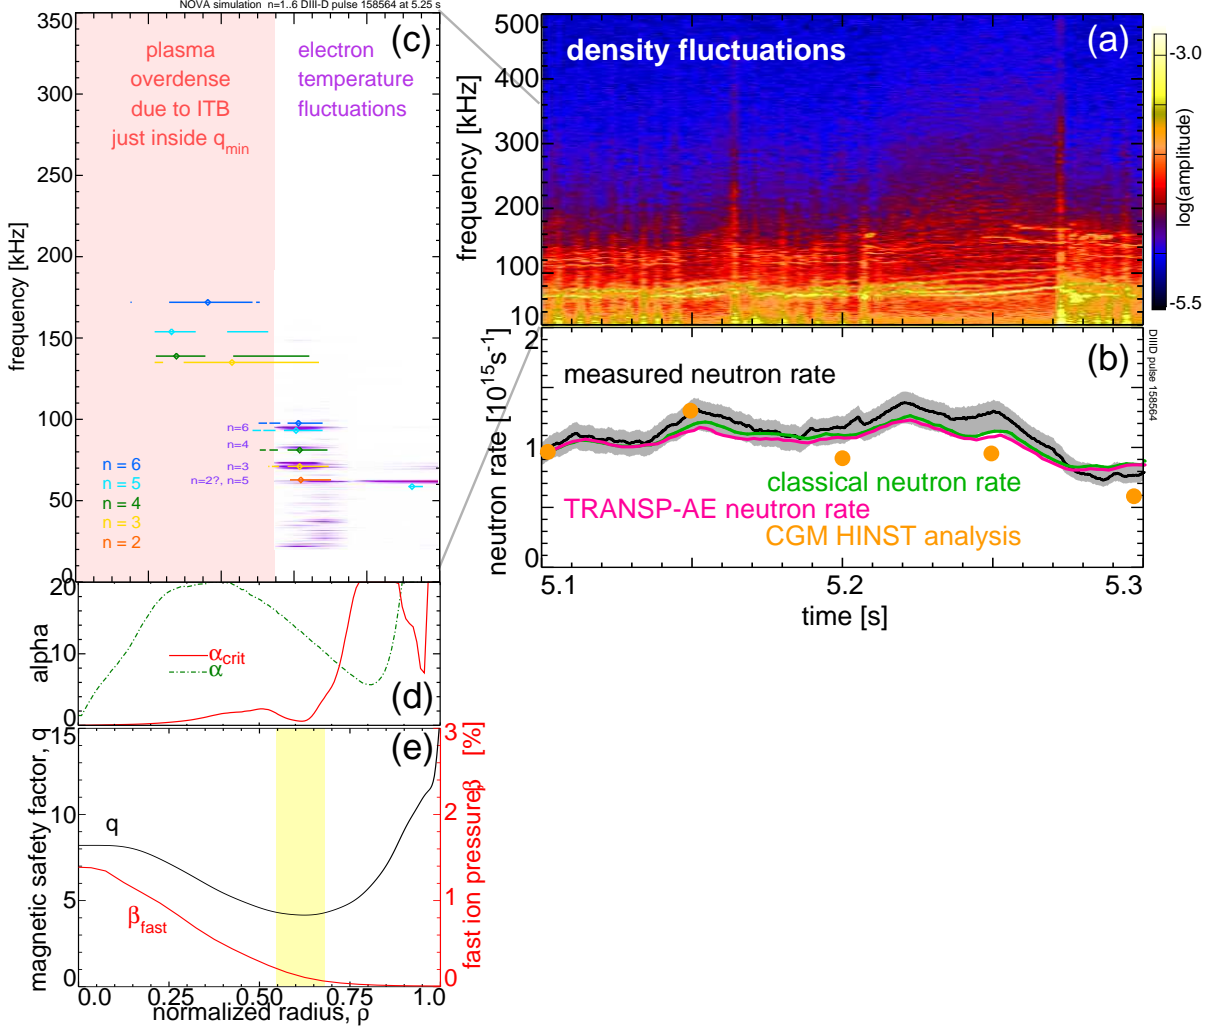 NOVA simulation n=1..6 DIII-D pulse 158564 at 5.25 s
(c)
plasma
overdense
due to ITB
just inside qmin
electron
temperature
fluctuations
350
300
250
200
150
100
50
0
frequency [kHz]
n=6
n=4
n=3
n=2?, n=5
n = 6
n = 5
n = 4
n = 3
n = 2
density fluctuations
(a)
500
400
300
200
100
10
frequency [kHz]
-3.0
-5.5
log(amplitude)
(b)
DIIID pulse 158564
measured neutron rate
classical neutron rate
TRANSP-AE neutron rate
CGM HINST analysis
2
1
0
neutron rate [10¹⁵s⁻¹]
5.1
5.2
5.3
time [s]
20
10
0
alpha
αcrit
α
(d)
15
10
5
0
magnetic safety factor, q
(e)
q
βfast
3
2
1
0
fast ion pressure β [%]
0.0
0.25
0.50
0.75
1.0
normalized radius, ρ